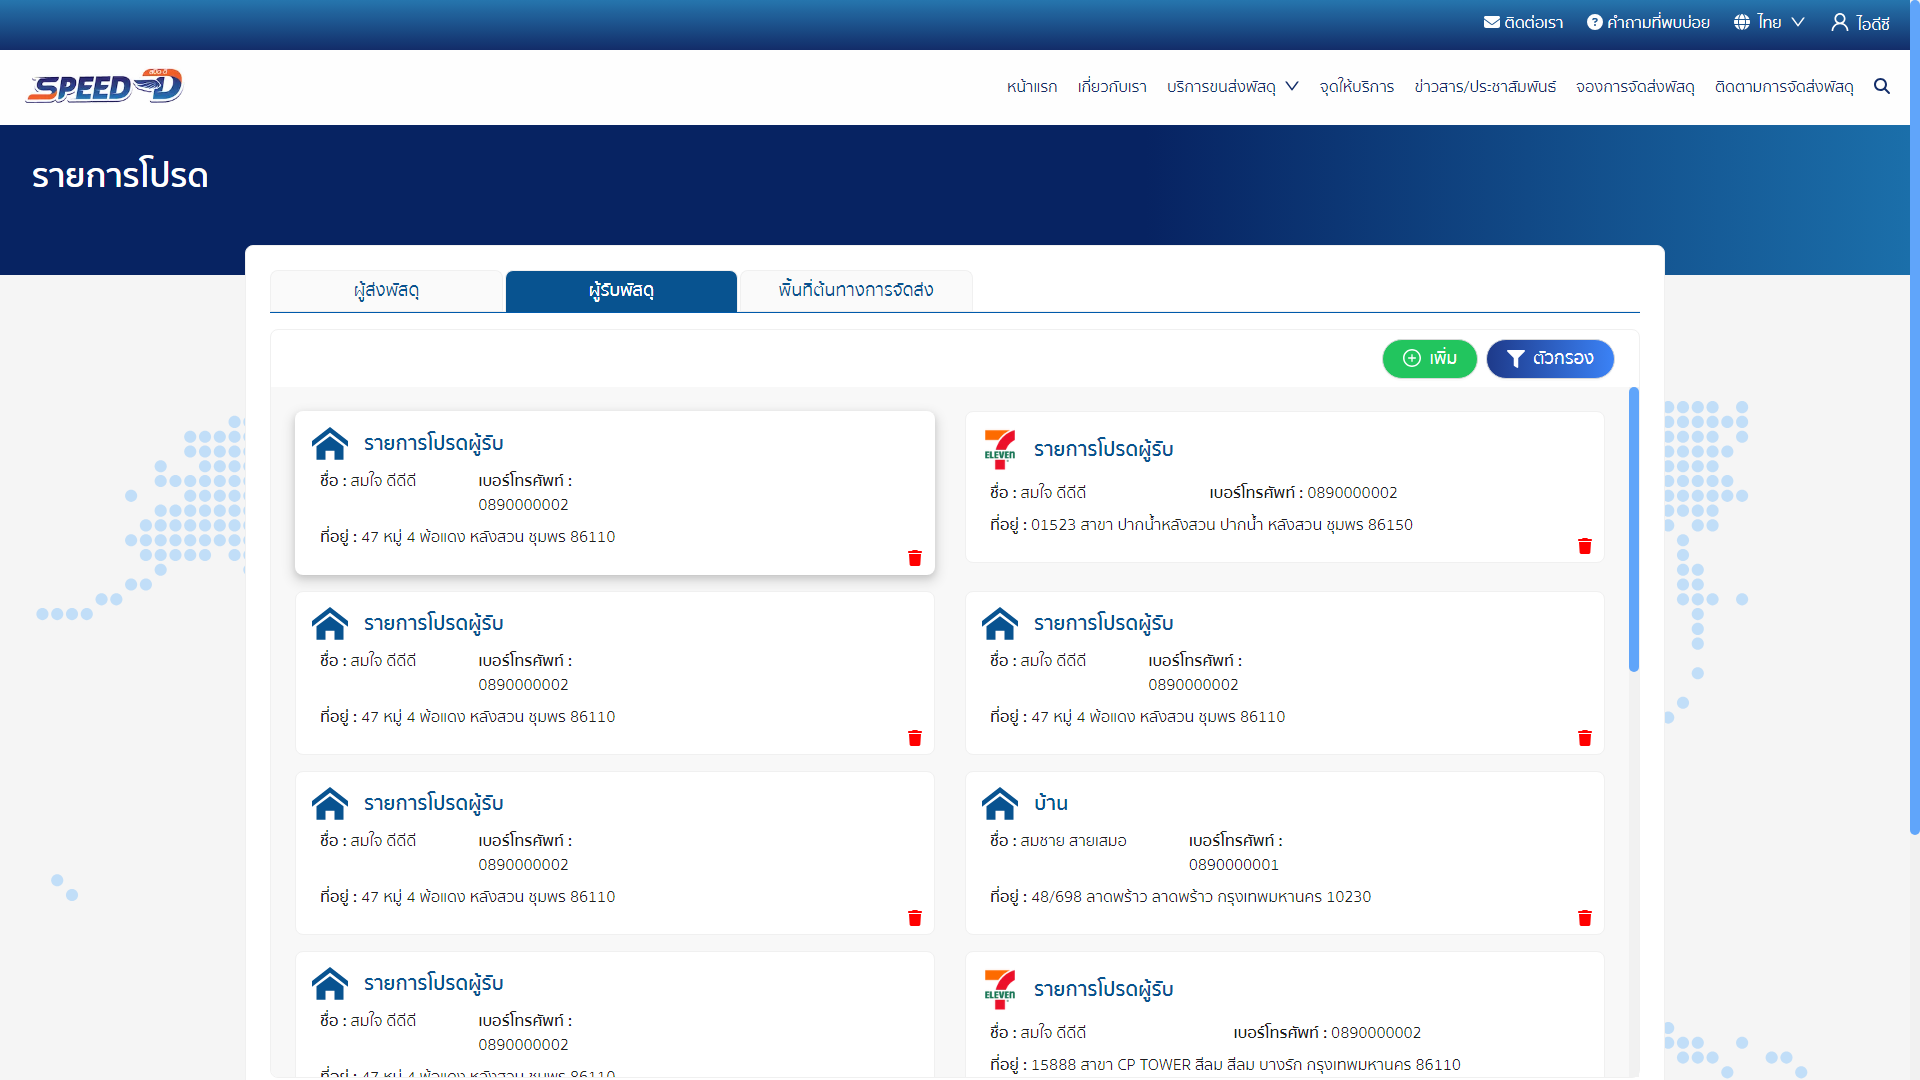 ติดต่อเรา คำถามที่พบบ่อย ไทย ไอดีซี
SPEED-D
สปีด-ดี
หน้าแรก เกี่ยวกับเรา บริการขนส่งพัสดุ จุดให้บริการ ข่าวสาร/ประชาสัมพันธ์ จองการจัดส่งพัสดุ ติดตามการจัดส่งพัสดุ
รายการโปรด
ผู้ส่งพัสดุ ผู้รับพัสดุ พื้นที่ต้นทางการจัดส่ง
เพิ่ม ตัวกรอง
รายการโปรดผู้รับ
ชื่อ : สมใจ ดีดีดี เบอร์โทรศัพท์ :
0890000002
ที่อยู่ : 47 หมู่ 4 พ้อแดง หลังสวน ชุมพร 86110
ELEVEN
รายการโปรดผู้รับ
ชื่อ : สมใจ ดีดีดี เบอร์โทรศัพท์ : 0890000002
ที่อยู่ : 01523 สาขา ปากน้ำหลังสวน ปากน้ำ หลังสวน ชุมพร 86150
รายการโปรดผู้รับ
ชื่อ : สมใจ ดีดีดี เบอร์โทรศัพท์ :
0890000002
ที่อยู่ : 47 หมู่ 4 พ้อแดง หลังสวน ชุมพร 86110
รายการโปรดผู้รับ
ชื่อ : สมใจ ดีดีดี เบอร์โทรศัพท์ :
0890000002
ที่อยู่ : 47 หมู่ 4 พ้อแดง หลังสวน ชุมพร 86110
รายการโปรดผู้รับ
ชื่อ : สมใจ ดีดีดี เบอร์โทรศัพท์ :
0890000002
ที่อยู่ : 47 หมู่ 4 พ้อแดง หลังสวน ชุมพร 86110
บ้าน
ชื่อ : สมชาย สายเสมอ เบอร์โทรศัพท์ :
0890000001
ที่อยู่ : 48/698 ลาดพร้าว ลาดพร้าว กรุงเทพมหานคร 10230
รายการโปรดผู้รับ
ชื่อ : สมใจ ดีดีดี เบอร์โทรศัพท์ :
0890000002
ที่อยู่ : 47 หมู่ 4 พ้อแดง หลังสวน ชุมพร 86110
ELEVEN
รายการโปรดผู้รับ
ชื่อ : สมใจ ดีดีดี เบอร์โทรศัพท์ : 0890000002
ที่อยู่ : 15888 สาขา CP TOWER สีลม สีลม บางรัก กรุงเทพมหานคร 86110